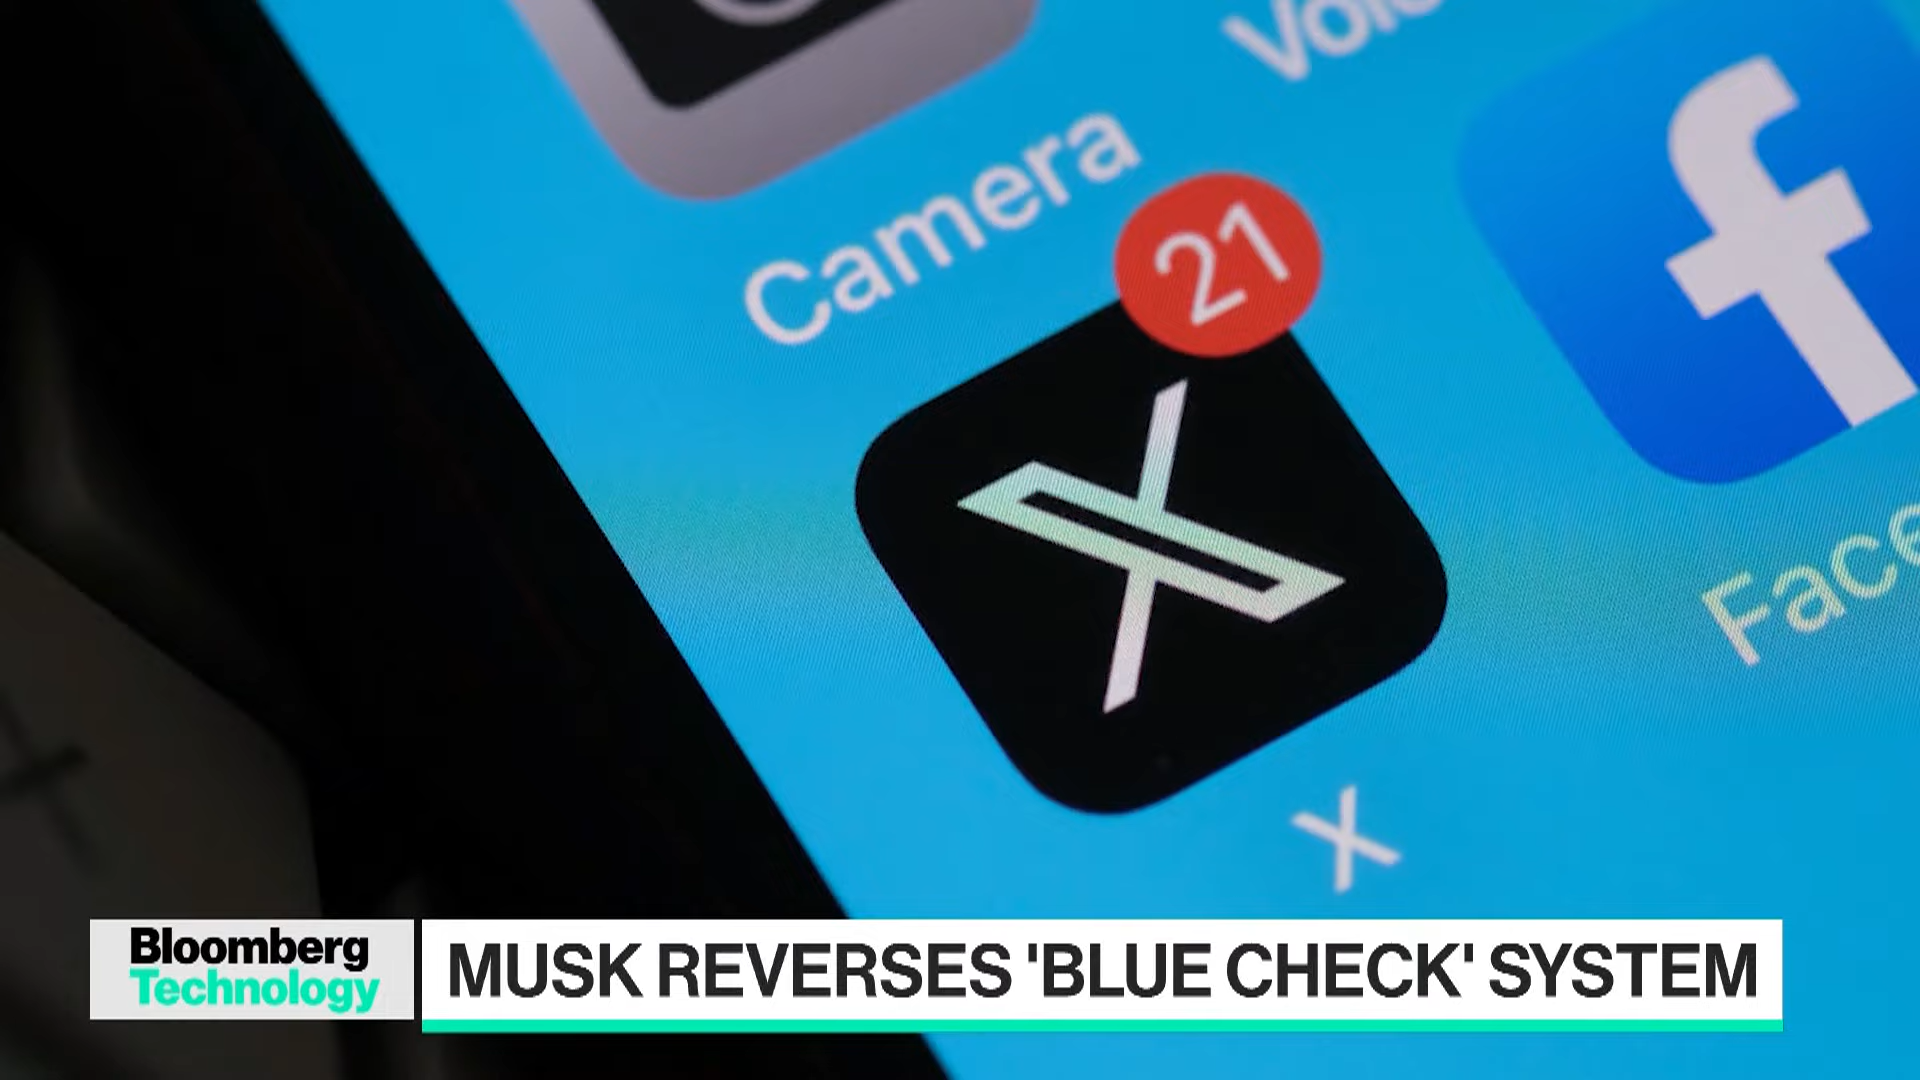 Camera
21
X
Bloomberg
Technology
MUSK REVERSES 'BLUE CHECK' SYSTEM